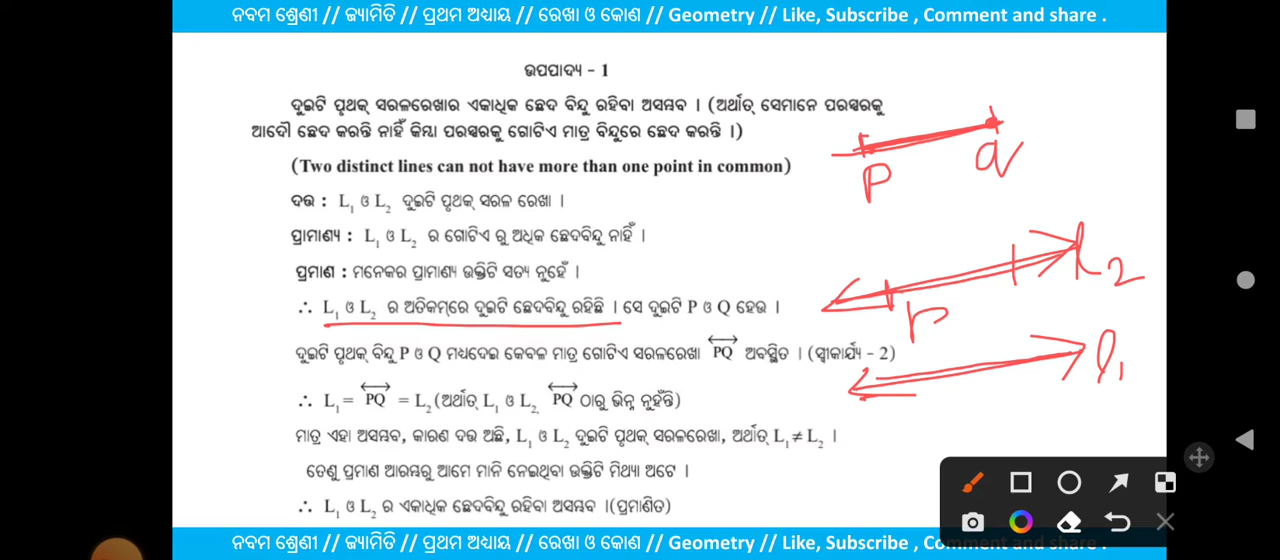 ନବମ ଶ୍ରେଣୀ // ଜ୍ୟାମିତି // ପ୍ରଥମ ଅଧ୍ୟାୟ // ରେଖା ଓ କୋଣ // Geometry // Like, Subscribe , Comment and share .
ଉପପାଦ୍ୟ - 1
ଦୁଇଟି ପୃଥକ୍ ସରଳରେଖାର ଏକାଧିକ ଛେଦ ବିନ୍ଦୁ ରହିବା ଅସମ୍ଭବ । (ଅର୍ଥାତ୍ ସେମାନେ ପରସ୍ପରକୁ
ଆଦୌ ଛେଦ କରନ୍ତି ନାହିଁ କିମ୍ବା ପରସ୍ପରକୁ ଗୋଟିଏ ମାତ୍ର ବିନ୍ଦୁରେ ଛେଦ କରନ୍ତି ।)
(Two distinct lines can not have more than one point in common)
ଦତ୍ତ : L₁ ଓ L₂ ଦୁଇଟି ପୃଥକ୍ ସରଳ ରେଖା ।
ପ୍ରାମାଣ୍ୟ : L₁ ଓ L₂ ର ଗୋଟିଏ ରୁ ଅଧିକ ଛେଦବିନ୍ଦୁ ନାହିଁ ।
ପ୍ରମାଣ : ମନେକର ପ୍ରାମାଣ୍ୟ ଉକ୍ତିଟି ସତ୍ୟ ନୁହେଁ ।
∴ L₁ ଓ L₂ ର ଅତିକମ୍‌ରେ ଦୁଇଟି ଛେଦବିନ୍ଦୁ ରହିଛି । ସେ ଦୁଇଟି P ଓ Q ହେଉ ।
ଦୁଇଟି ପୃଥକ୍ ବିନ୍ଦୁ P ଓ Q ମଧ୍ୟଦେଇ କେବଳ ମାତ୍ର ଗୋଟିଏ ସରଳରେଖା PQ ଅବସ୍ଥିତ । (ସ୍ୱୀକାର୍ଯ୍ୟ - 2)
∴ L₁ = PQ = L₂ (ଅର୍ଥାତ୍ L₁ ଓ L₂, PQ ଠାରୁ ଭିନ୍ନ ନୁହଁନ୍ତି)
ମାତ୍ର ଏହା ଅସମ୍ଭବ, କାରଣ ଦତ୍ତ ଅଛି, L₁ ଓ L₂ ଦୁଇଟି ପୃଥକ୍ ସରଳରେଖା, ଅର୍ଥାତ୍ L₁ ≠ L₂ ।
ତେଣୁ ପ୍ରମାଣ ଆରମ୍ଭରୁ ଆମେ ମାନି ନେଇଥିବା ଉକ୍ତିଟି ମିଥ୍ୟା ଅଟେ ।
∴ L₁ ଓ L₂ ର ଏକାଧିକ ଛେଦବିନ୍ଦୁ ରହିବା ଅସମ୍ଭବ ।(ପ୍ରମାଣିତ)
P Q
l₂
P
l₁
ନବମ ଶ୍ରେଣୀ // ଜ୍ୟାମିତି // ପ୍ରଥମ ଅଧ୍ୟାୟ // ରେଖା ଓ କୋଣ // Geometry // Like, Subscribe , Comment and share .